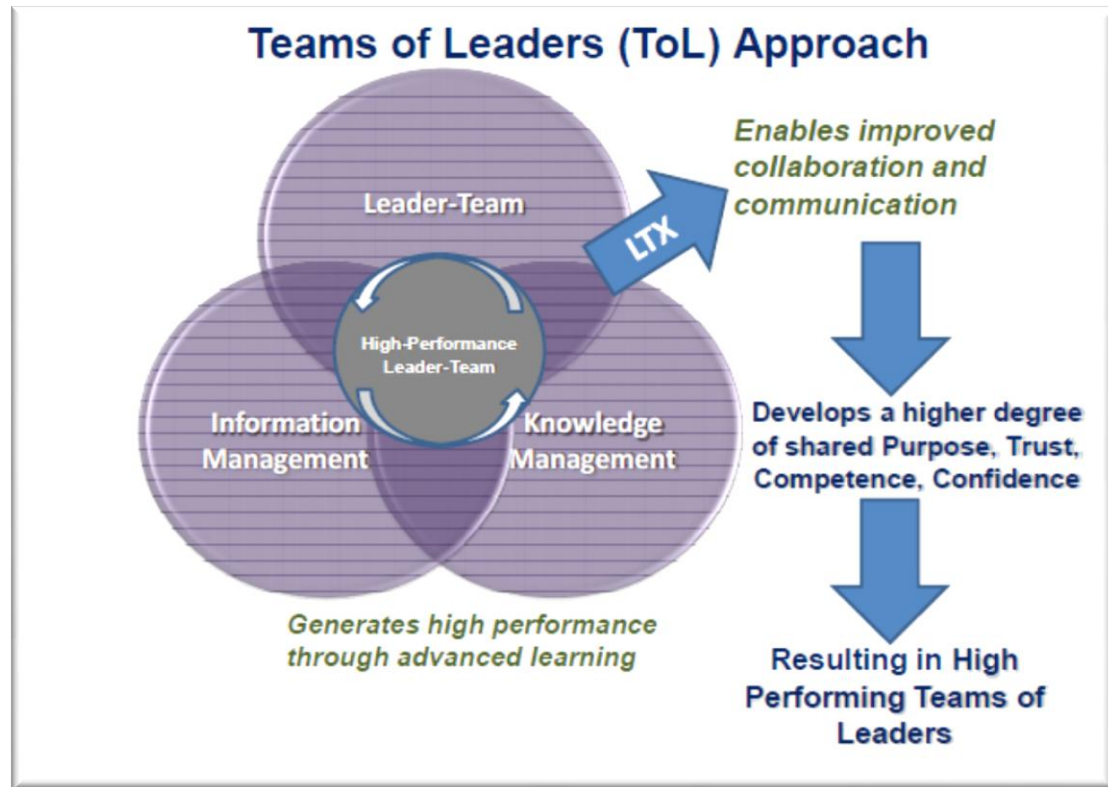 Teams of Leaders (ToL) Approach
Leader-Team
High-Performance
Leader-Team
Information
Management
Knowledge
Management
Generates high performance
through advanced learning
LTX
Enables improved
collaboration and
communication
Develops a higher degree
of shared Purpose, Trust,
Competence, Confidence
Resulting in High
Performing Teams of
Leaders